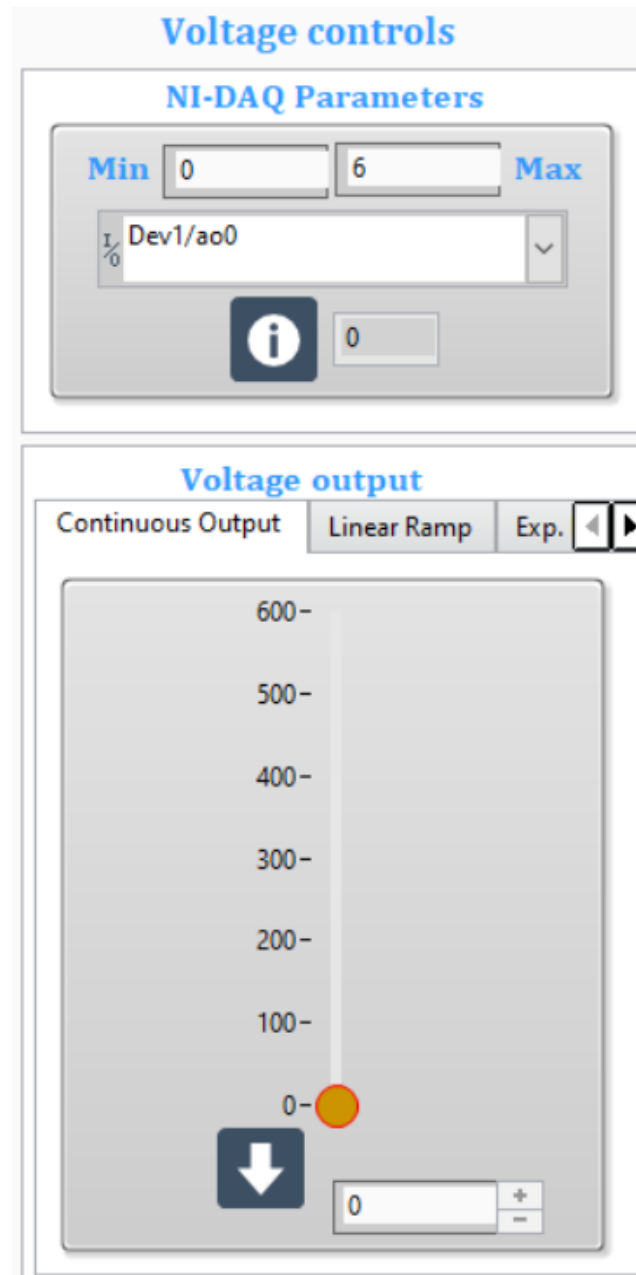 Voltage controls
NI-DAQ Parameters
Min 0 6 Max
I/O Dev1/ao0
i 0
Voltage output
Continuous Output Linear Ramp Exp.
600
500
400
300
200
100
0
0 + −